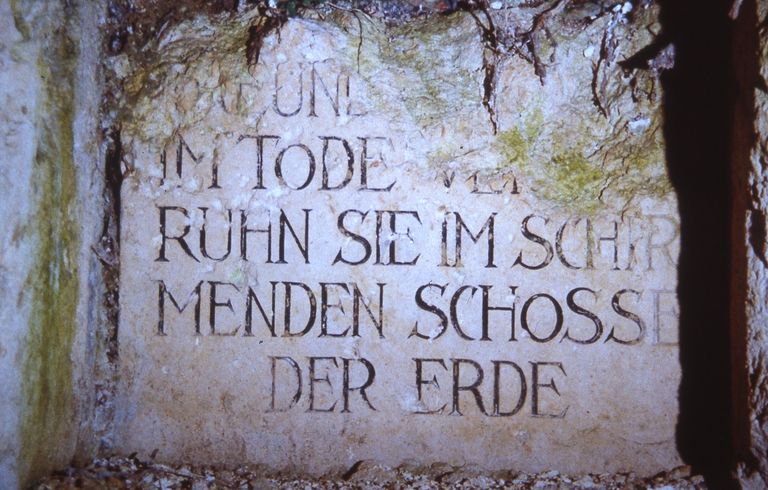 UND
IM TODE
RUHN SIE IM SCHIR
MENDEN SCHOSSE
DER ERDE